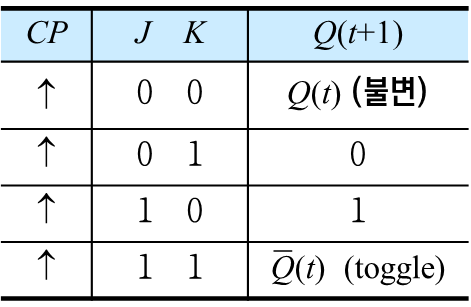 CP J K Q(t+1)
↑ 0 0 Q(t) (불변)
↑ 0 1 0
↑ 1 0 1
↑ 1 1 Q̅(t) (toggle)